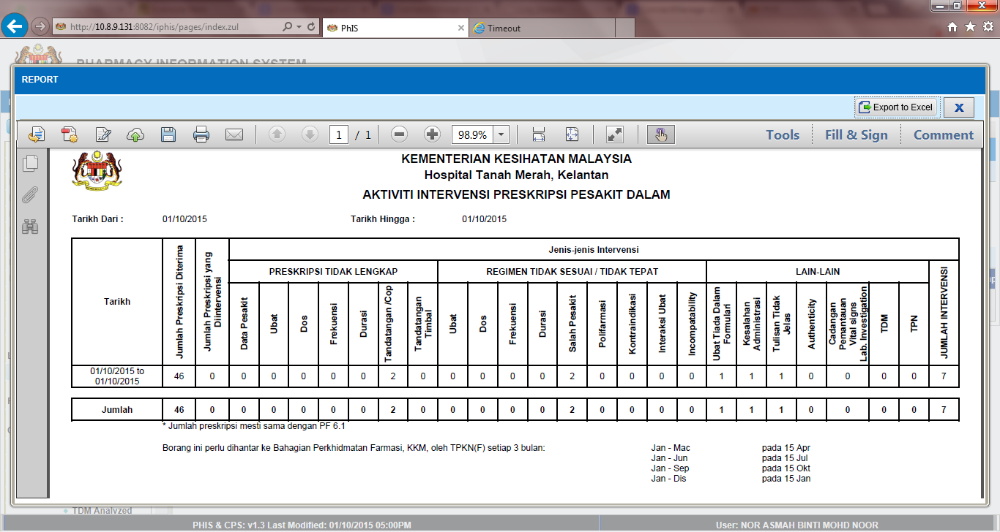 http://10.8.9.131:8082/iphis/pages/index.zul
PhIS
Timeout
PHARMACY INFORMATION SYSTEM
REPORT
Export to Excel
X
1 / 1
98.9%
Tools
Fill & Sign
Comment
KEMENTERIAN KESIHATAN MALAYSIA
Hospital Tanah Merah, Kelantan
AKTIVITI INTERVENSI PRESKRIPSI PESAKIT DALAM
Tarikh Dari : 01/10/2015 Tarikh Hingga : 01/10/2015
Tarikh
Jumlah Preskripsi Diterima
Jumlah Preskripsi yang
Diintervensi
Jenis-jenis Intervensi
PRESKRIPSI TIDAK LENGKAP
REGIMEN TIDAK SESUAI / TIDAK TEPAT
LAIN-LAIN
JUMLAH INTERVENSI
Data Pesakit
Ubat
Dos
Frekuensi
Durasi
Tandatangan /Cop
Tandatangan
Timbal
Ubat
Dos
Frekuensi
Durasi
Salah Pesakit
Polifarmasi
Kontraindikasi
Interaksi Ubat
Incompatability
Ubat Tiada Dalam
Formulari
Kesalahan
Administrasi
Tulisan Tidak
Jelas
Authenticity
Cadangan
Pemantauan
Vital signs
Lab. Investigation
TDM
TPN
01/10/2015 to
01/10/2015
46 0 0 0 0 0 0 2 0 0 0 0 0 2 0 0 0 0 1 1 1 0 0 0 0 7
Jumlah 46 0 0 0 0 0 0 2 0 0 0 0 0 2 0 0 0 0 1 1 1 0 0 0 0 7
* Jumlah preskripsi mesti sama dengan PF 6.1
Borang ini perlu dihantar ke Bahagian Perkhidmatan Farmasi, KKM, oleh TPKN(F) setiap 3 bulan:
Jan - Mac pada 15 Apr
Jan - Jun pada 15 Jul
Jan - Sep pada 15 Okt
Jan - Dis pada 15 Jan
TDM Analyzed
PHIS & CPS: v1.3 Last Modified: 01/10/2015 05:00PM
User: NOR ASMAH BINTI MOHD NOOR